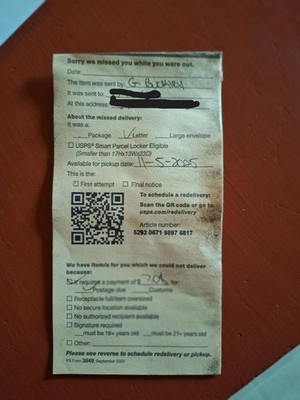 Sorry we missed you while you were out.
Date:
The item was sent by: G
It was sent to:
At this address:
About the missed delivery:
It was a:
Package Letter Large envelope
USPS® Smart Parcel Locker Eligible
(Smaller than
Available for pickup date: 11-5-2025
This is the:
First attempt Final notice
To schedule a redelivery:
Scan the QR code or go to
usps.com/redelivery
Article number:
5293 0671 9897 6817
We have item/s for you which we could not deliver
because:
It requires a payment of $ for:
Postage due Customs
Receptacle full/item oversized
No secure location available
No authorized recipient available
Signature required
must be 18+ years old must be 21+ years old
Other:
Please see reverse to schedule redelivery or pickup.
PS Form 3849, September